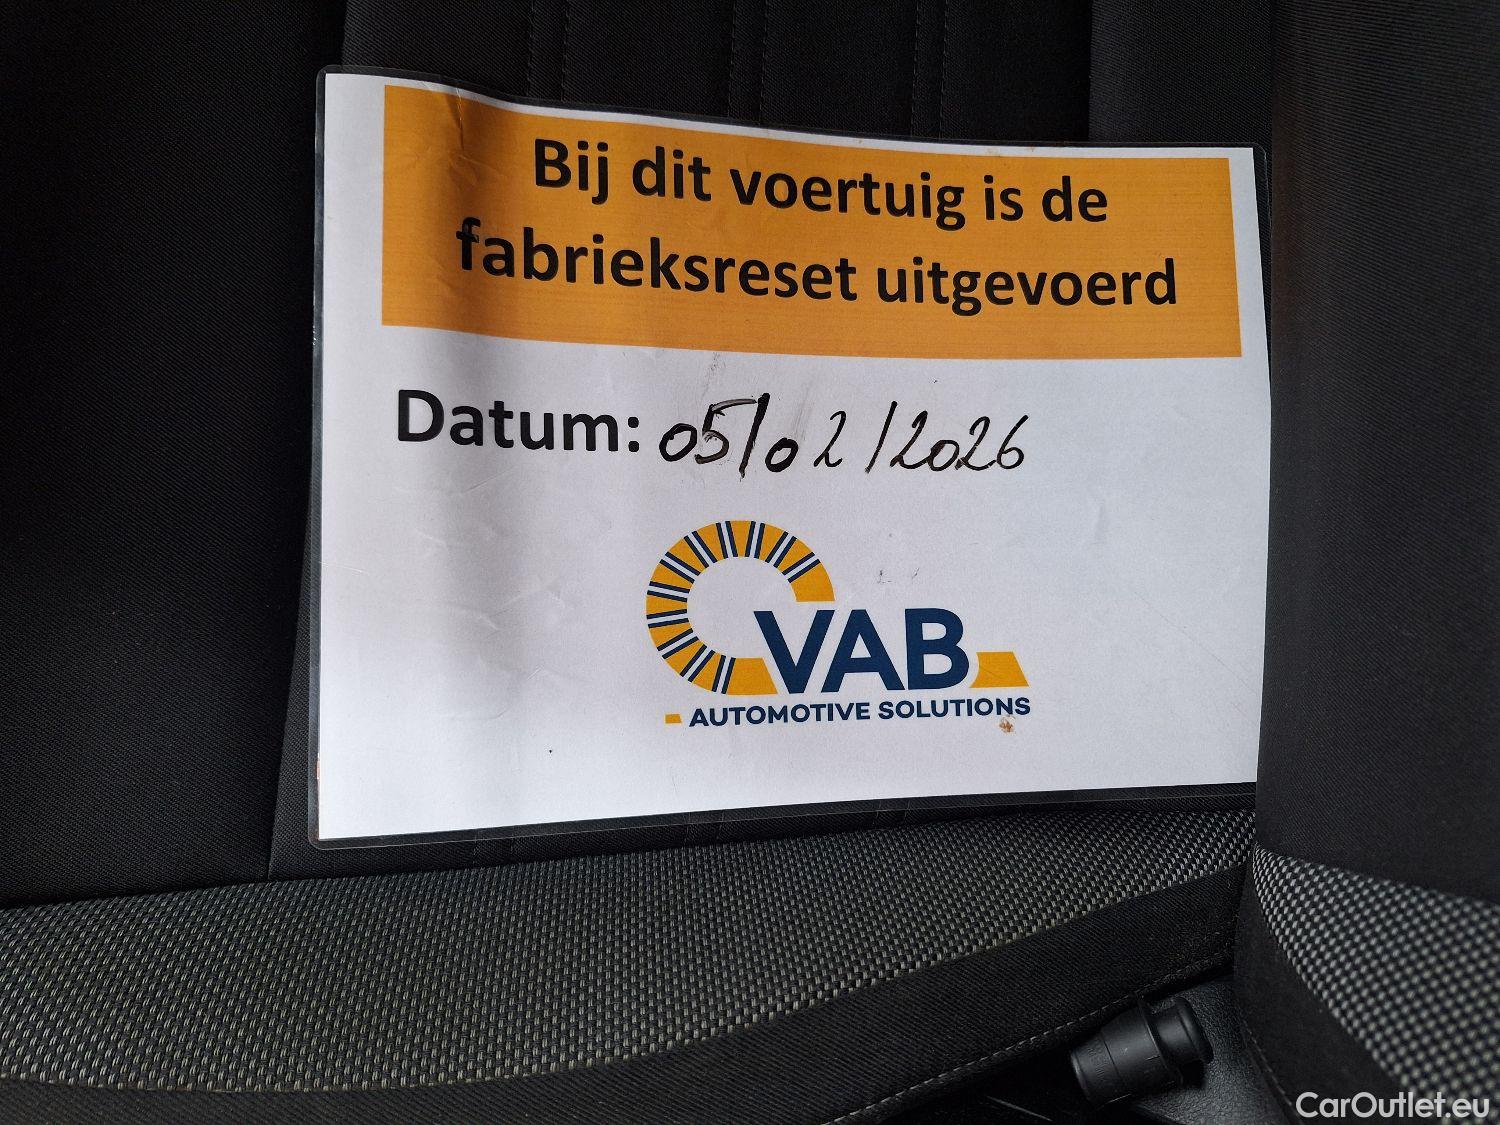 Bij dit voertuig is de
fabrieksreset uitgevoerd
Datum: 05/02/2026
VAB
AUTOMOTIVE SOLUTIONS
CarOutlet.eu